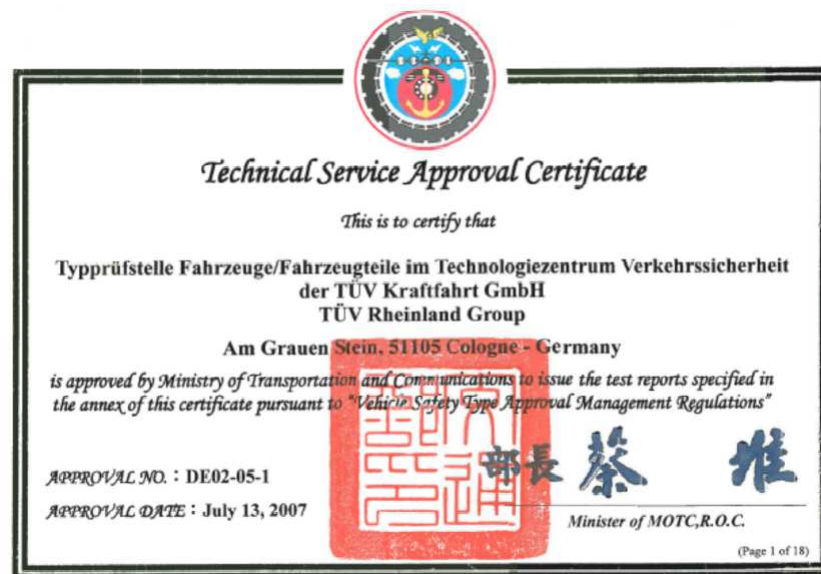 Technical Service Approval Certificate
This is to certify that
Typprüfstelle Fahrzeuge/Fahrzeugteile im Technologiezentrum Verkehrssicherheit
der TÜV Kraftfahrt GmbH
TÜV Rheinland Group
Am Grauen Stein, 51105 Cologne - Germany
is approved by Ministry of Transportation and Communications to issue the test reports specified in
the annex of this certificate pursuant to "Vehicle Safety Type Approval Management Regulations"
部長 蔡堆
APPROVAL NO.：DE02-05-1
APPROVAL DATE：July 13, 2007
Minister of MOTC,R.O.C.
(Page 1 of 18)